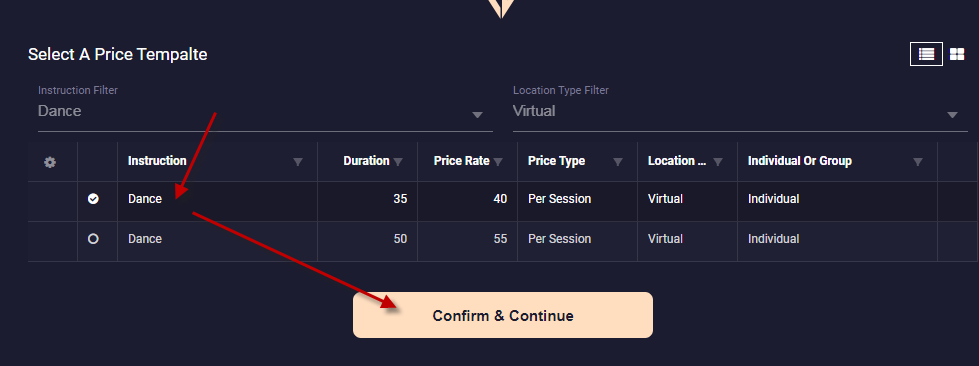 Select A Price Tempalte
Instruction Filter
Dance
Location Type Filter
Virtual
Instruction Duration Price Rate Price Type Location ... Individual Or Group
Dance 35 40 Per Session Virtual Individual
Dance 50 55 Per Session Virtual Individual
Confirm & Continue